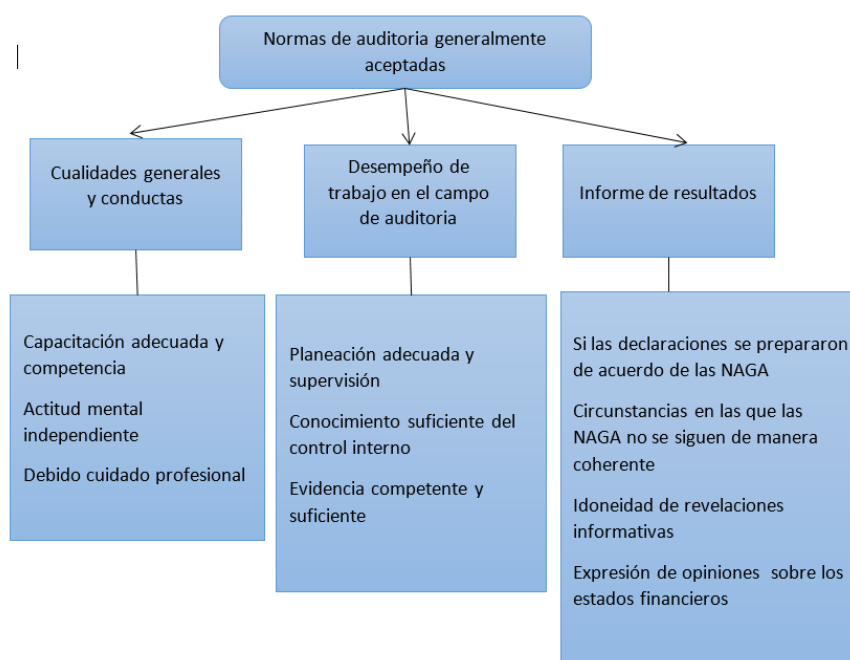 Normas de auditoria generalmente
aceptadas
Cualidades generales
y conductas
Desempeño de
trabajo en el campo
de auditoria
Informe de resultados
Capacitación adecuada y
competencia
Actitud mental
independiente
Debido cuidado profesional
Planeación adecuada y
supervisión
Conocimiento suficiente del
control interno
Evidencia competente y
suficiente
Si las declaraciones se prepararon
de acuerdo de las NAGA
Circunstancias en las que las
NAGA no se siguen de manera
coherente
Idoneidad de revelaciones
informativas
Expresión de opiniones sobre los
estados financieros